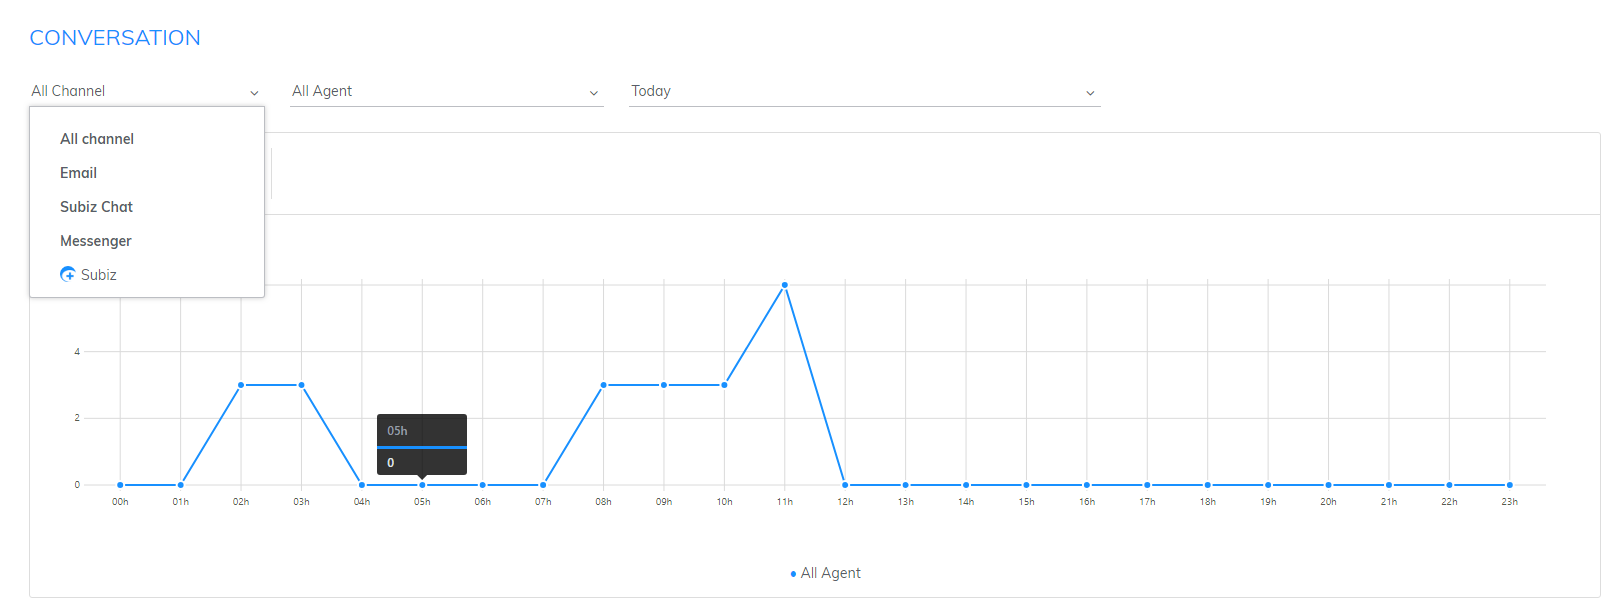 CONVERSATION
All Channel All Agent Today
All channel
Email
Subiz Chat
Messenger
Subiz
4
2
05h
0
0
00h 01h 02h 03h 04h 05h 06h 07h 08h 09h 10h 11h 12h 13h 14h 15h 16h 17h 18h 19h 20h 21h 22h 23h
All Agent